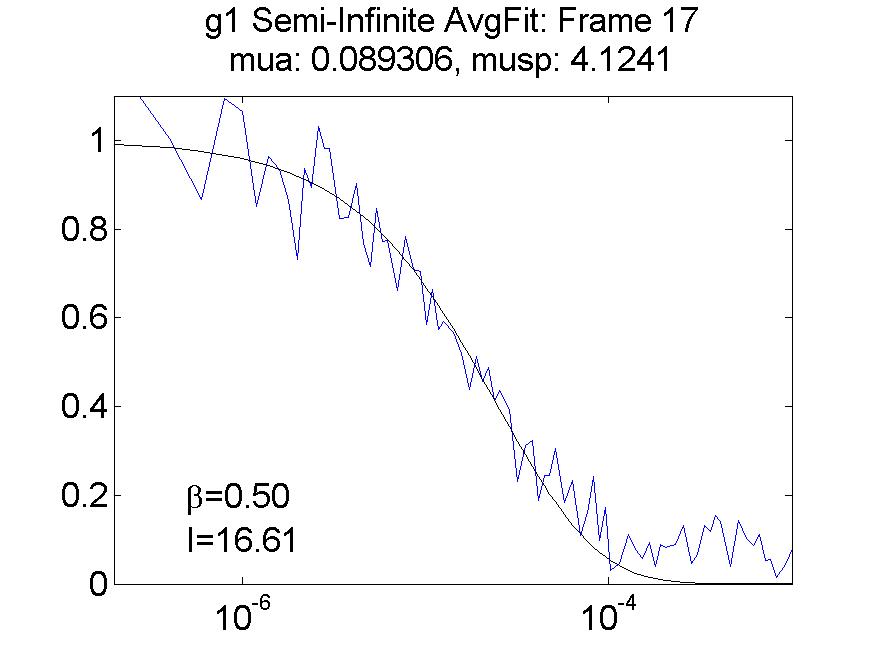 g1 Semi-Infinite AvgFit: Frame 17
mua: 0.089306, musp: 4.1241
1
0.8
0.6
0.4
0.2
0
β=0.50
I=16.61
10^-6
10^-4